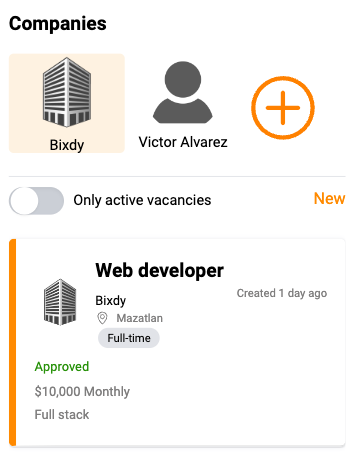 Companies
Bixdy
Victor Alvarez
Only active vacancies
New
Web developer
Bixdy
Created 1 day ago
Mazatlan
Full-time
Approved
$10,000 Monthly
Full stack